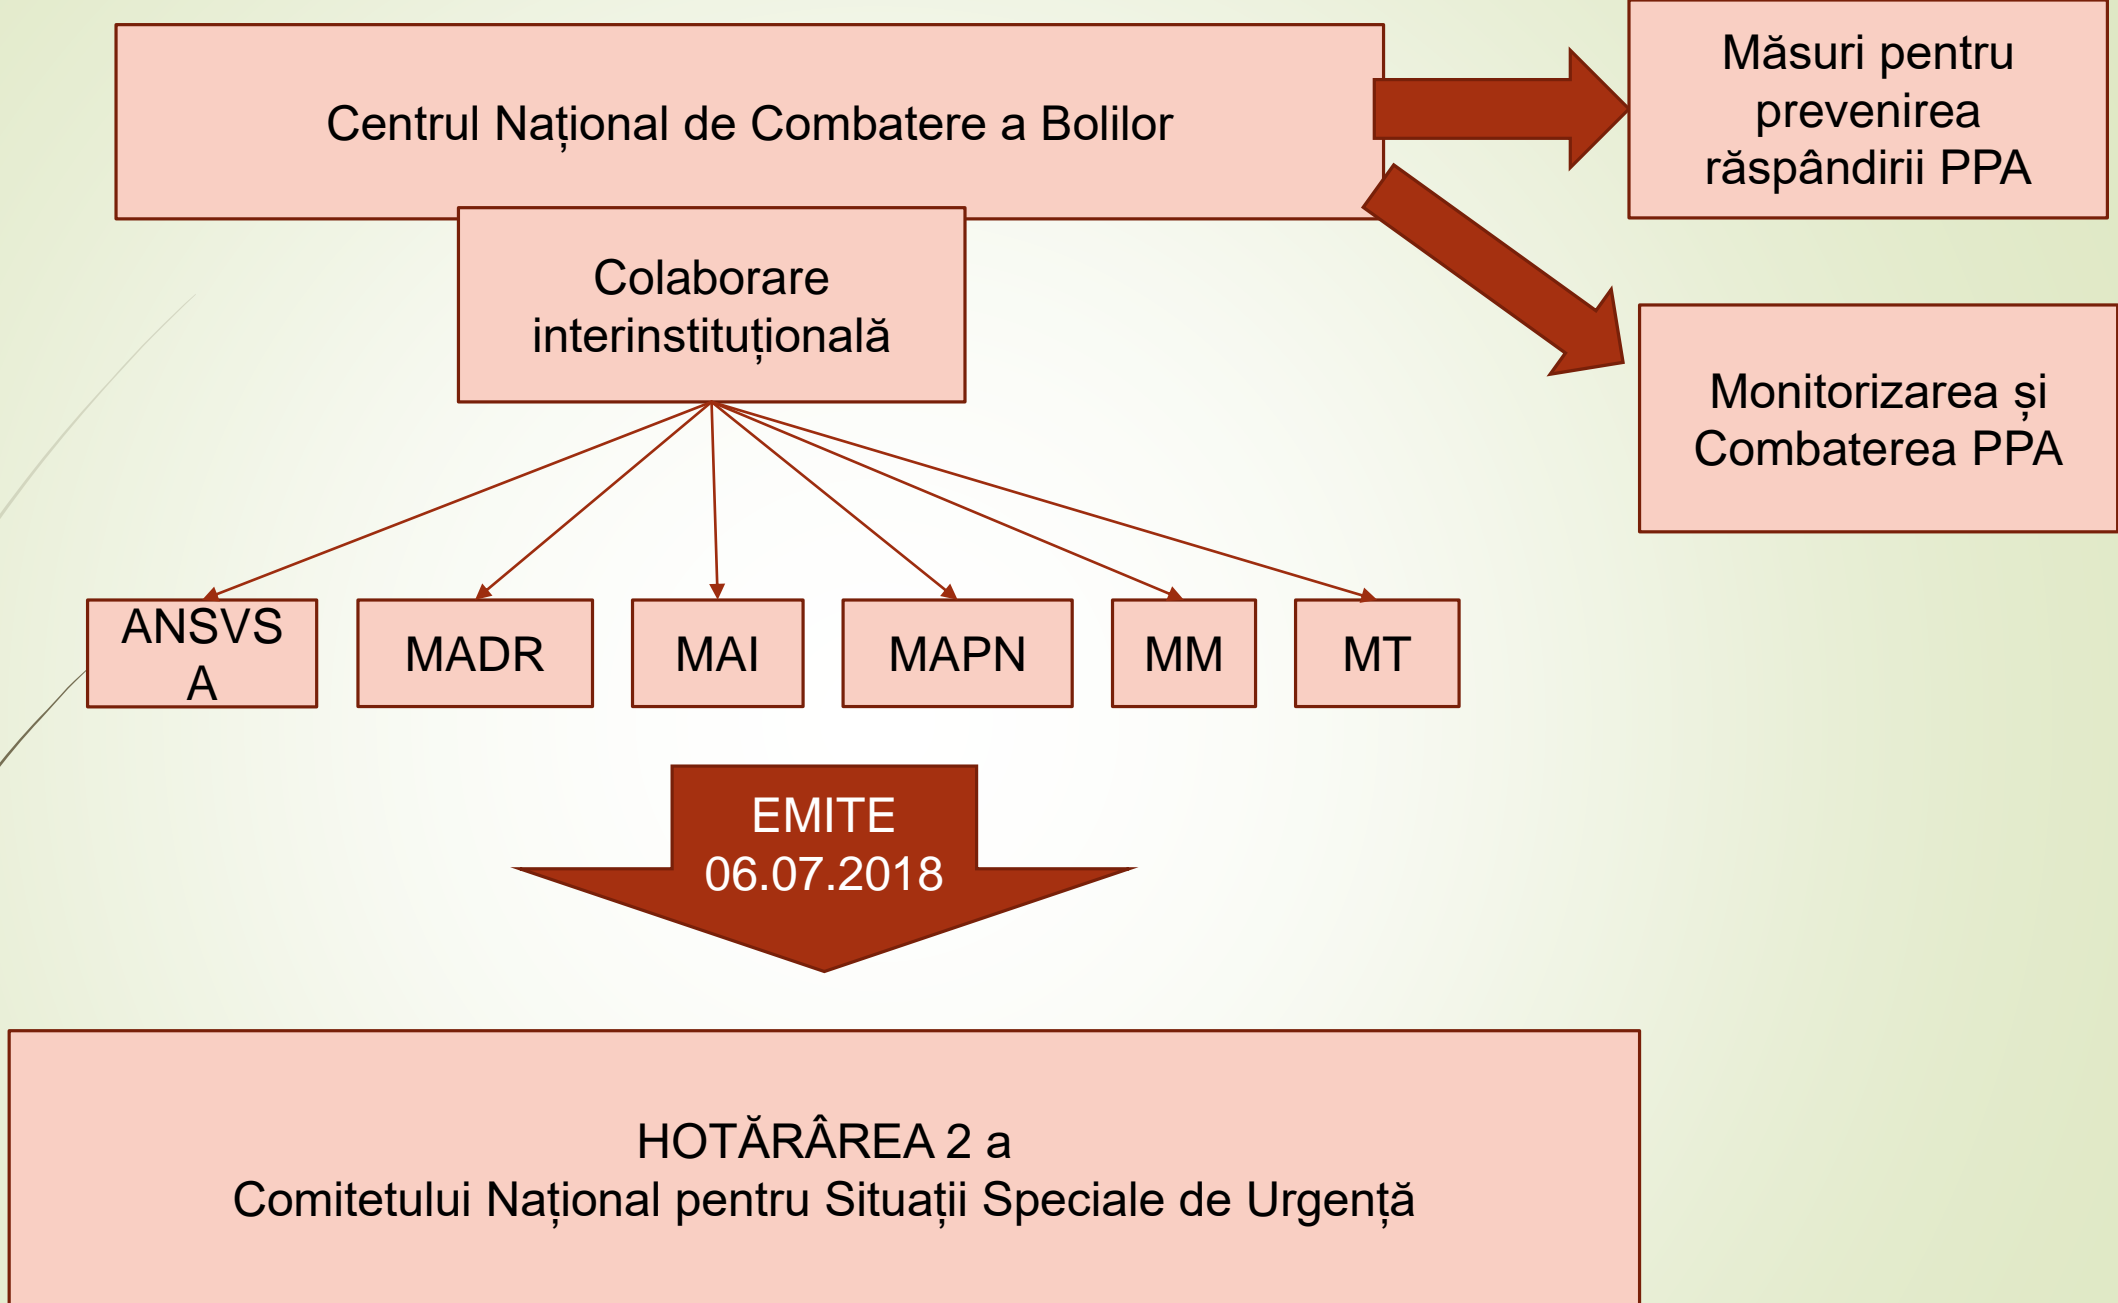 Centrul Național de Combatere a Bolilor
Măsuri pentru
prevenirea
răspândirii PPA
Colaborare
interinstituțională
Monitorizarea și
Combaterea PPA
ANSVS
A
MADR
MAI
MAPN
MM
MT
EMITE
06.07.2018
HOTĂRÂREA 2 a
Comitetului Național pentru Situații Speciale de Urgență